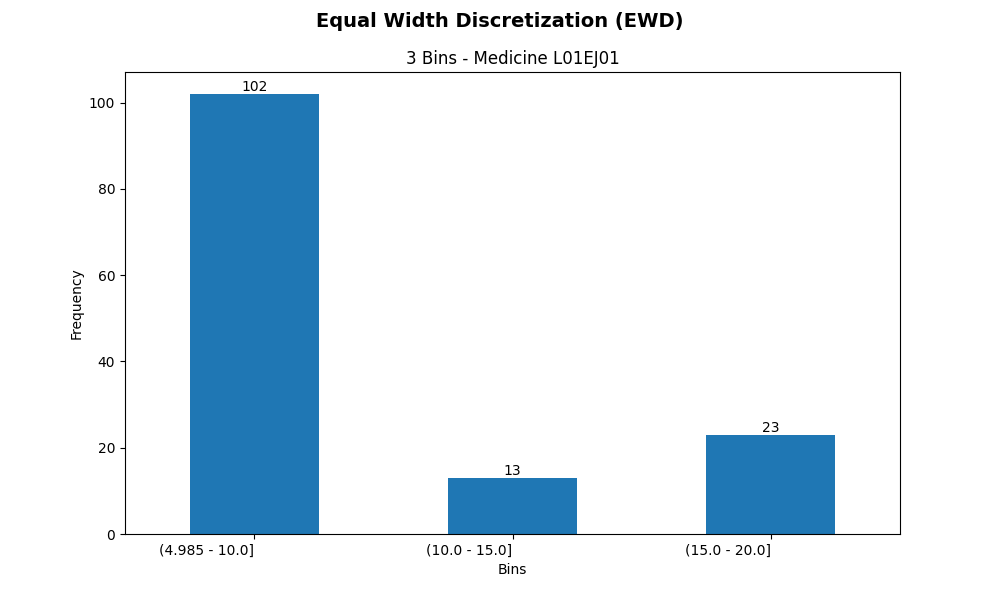 Equal Width Discretization (EWD)
3 Bins - Medicine L01EJ01
102
100
80
60
40
20
0
Frequency
13
23
(4.985 - 10.0]
(10.0 - 15.0]
(15.0 - 20.0]
Bins